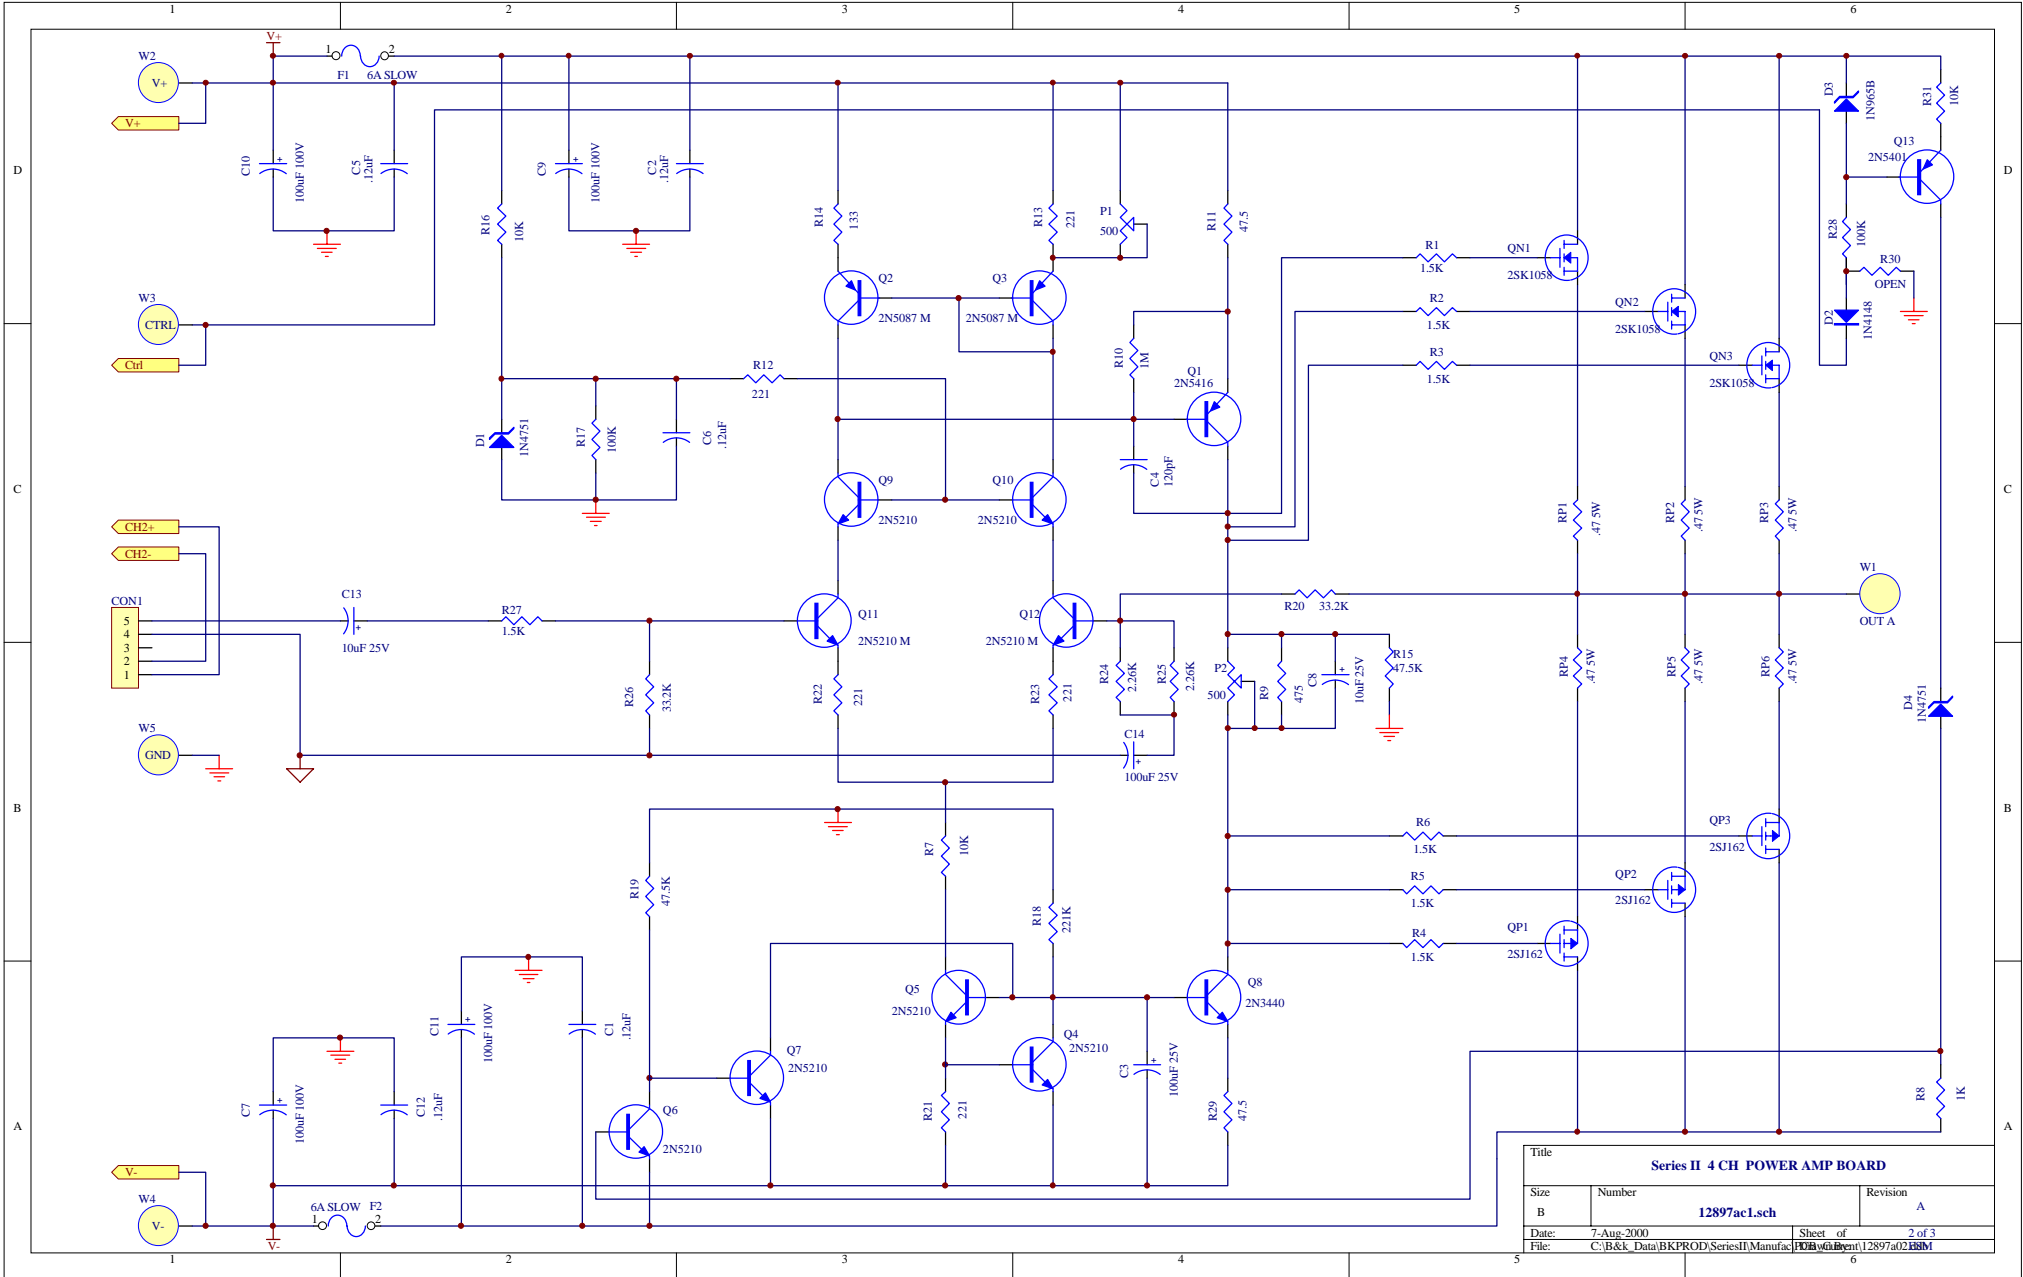 1 2 3 4 5 6
V+
W2
V+
V+
1 2
F1 6A SLOW
C10
100uF 100V
C5
.12uF
C9
100uF 100V
C2
.12uF
R16
10K
R14
133
R13
221
P1
500
R11
47.5
D3
1N965B
R31
10K
Q13
2N5401
D
D
R28
100K
R30
OPEN
D2
1N4148
W3
CTRL
Ctrl
Q2
2N5087 M
Q3
2N5087 M
R1
1.5K
QN1
2SK1058
R2
1.5K
QN2
2SK1058
R3
1.5K
QN3
2SK1058
R10
1M
Q1
2N5416
R12
221
D1
1N4751
R17
100K
C6
.12uF
C4
120pF
Q9
2N5210
Q10
2N5210
C
C
RP1
.47 5W
RP2
.47 5W
RP3
.47 5W
CH2+
CH2-
CON1
5
4
3
2
1
C13
10uF 25V
R27
1.5K
Q11
2N5210 M
Q12
2N5210 M
R20 33.2K
W1
OUT A
R26
33.2K
R22
221
R23
221
R24
2.26K
R25
2.26K
P2
500
R9
475
C8
10uF 25V
R15
47.5K
RP4
.47 5W
RP5
.47 5W
RP6
.47 5W
D4
1N4751
W5
GND
C14
100uF 25V
B
B
R7
10K
R19
47.5K
R18
221K
R6
1.5K
QP3
2SJ162
R5
1.5K
QP2
2SJ162
R4
1.5K
QP1
2SJ162
Q5
2N5210
Q8
2N3440
Q4
2N5210
Q7
2N5210
Q6
2N5210
C11
100uF 100V
C1
.12uF
C7
100uF 100V
C12
.12uF
R21
221
C3
100uF 25V
R29
47.5
R8
1K
A
A
V-
W4
V-
V-
6A SLOW F2
1 2
Title
Series II 4 CH POWER AMP BOARD
Size
B
Number
12897ac1.sch
Revision
A
Date: 7-Aug-2000 Sheet of 2 of 3
File: C:\B&k_Data\BKPROD\SeriesII\Manufac
1 2 3 4 5 6